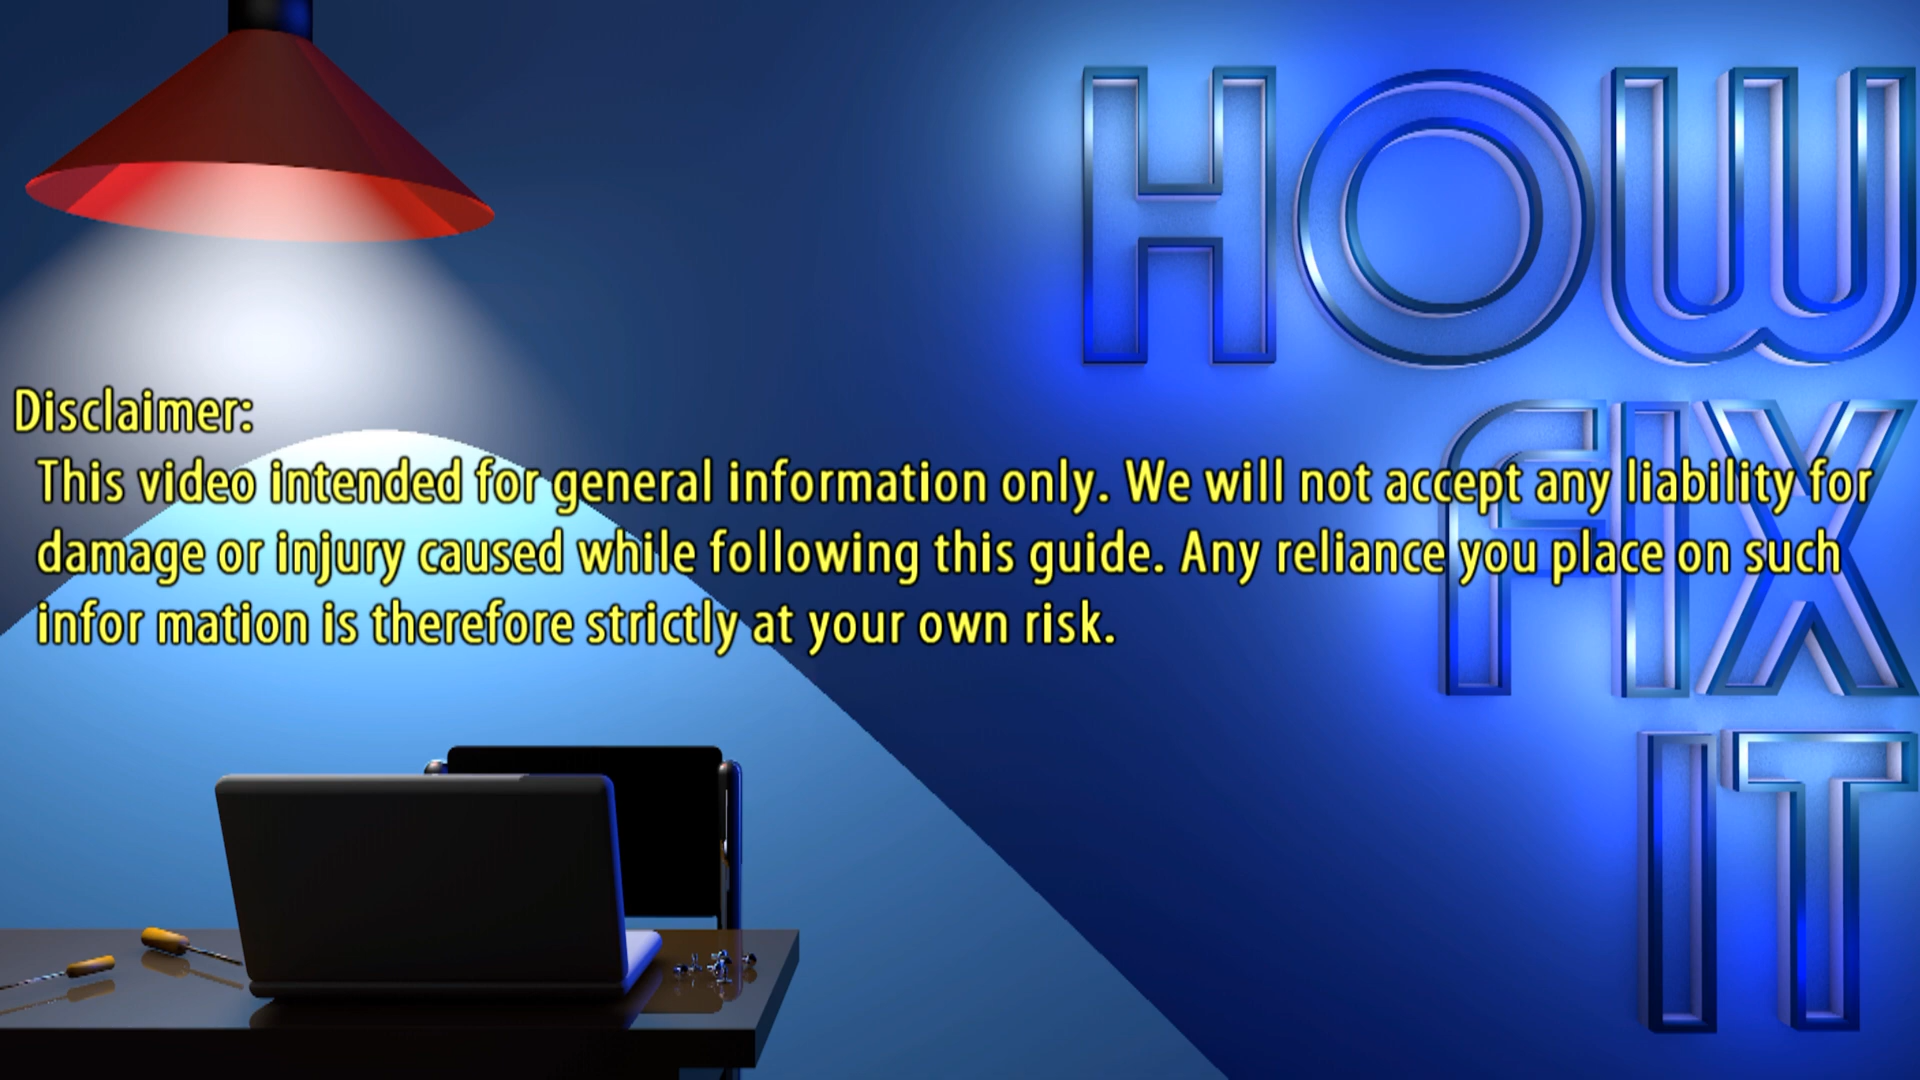 HOW
FIX
IT
Disclaimer:
This video intended for general information only. We will not accept any liability for
damage or injury caused while following this guide. Any reliance you place on such
infor mation is therefore strictly at your own risk.